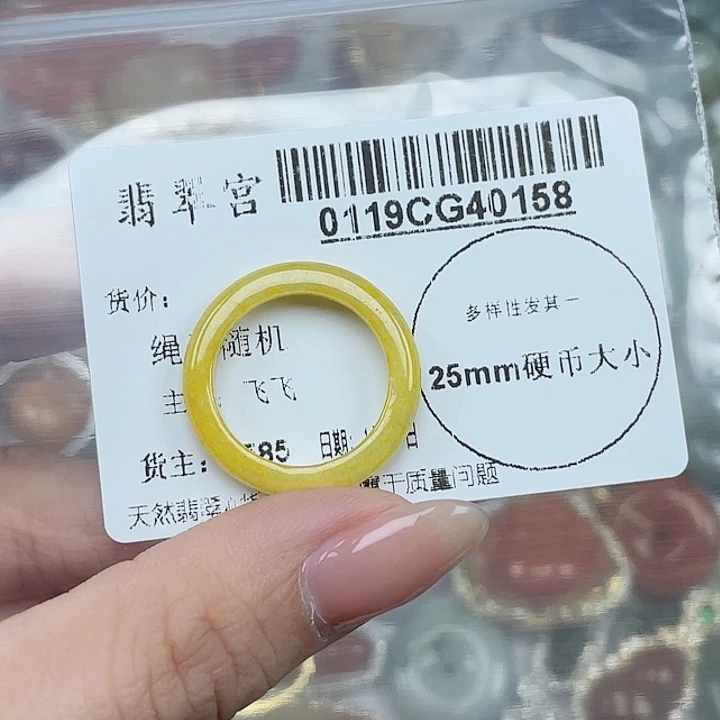 翡翠宫
0119CG40158
货价：
多样性发其一
绳 随机
25mm硬币大小
主 飞飞
货主： 85 日期: d
天然翡翠 属于质量问题